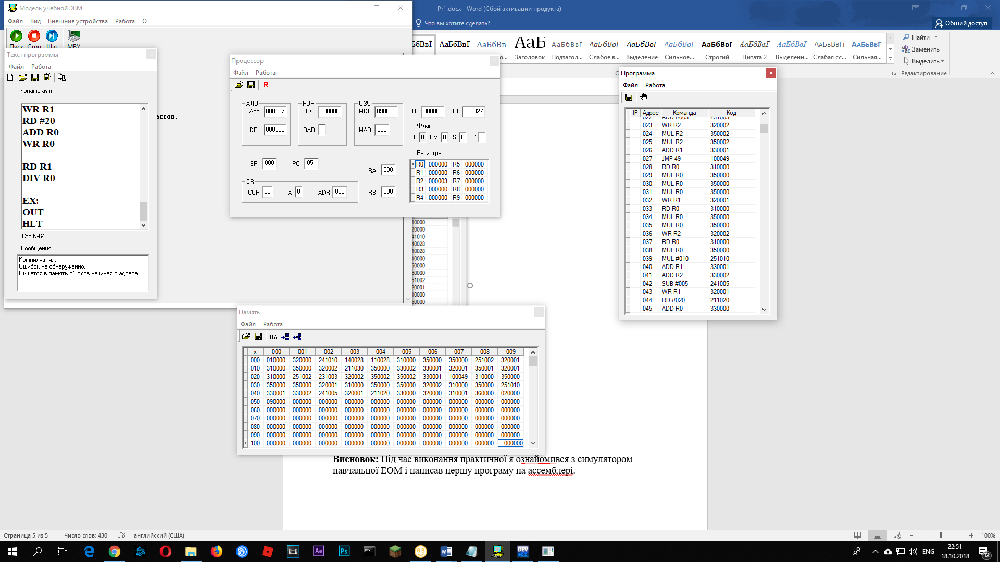 Модель учебной ЭВМ
Файл Вид Внешние устройства Работа О
Пуск Стоп Шаг МВУ
Pr1.docx - Word (Сбой активации продукта)
Что вы хотите сделать?
Общий доступ
АаБбВвГ АаБбВв АаБ АаБбВвГ АаБбВвГ АаБбВвГ АаБбВвГ АаБбВвГ АаБбВвГ АаБбВвГ АаБбВвГг АаБбВвГ
Заголовок Подзагол... Слабое в... Выделение Сильное... Строгий Цитата 2 Выделенн... Слабая сс... Сильная...
Найти
Заменить
Выделить
Редактирование
Текст программы
Файл Работа
noname.asm
WR R1
RD #20
ADD R0
WR R0
RD R1
DIV R0
EX:
OUT
HLT
Стр №64
Сообщения:
Компиляция...
Ошибок не обнаруженно.
Пишется в память 51 слов начиная с адреса 0
ассов.
Процессор
Файл Работа
R
АЛУ РОН ОЗУ
Acc 000027 RDR 000000 MDR 090000 IR 000000 OR 000027
DR 000000 RAR 1 MAR 050
Флаги:
I 0 OV 0 S 0 Z 0
Регистры:
SP 000 PC 051 RA 000
CR
COP 09 TA 0 ADR 000 RB 000
R0 000000 R5 000000
R1 000000 R6 000000
R2 000003 R7 000000
R3 000000 R8 000000
R4 000000 R9 000000
10000
20000
41010
40028
10028
10000
50000
50000
51002
20001
10000
50000
Программа
Файл Работа
IP Адрес Команда Код
022 ADD #003 231003
023 WR R2 320002
024 MUL R2 350002
025 MUL R2 350002
026 ADD R1 330001
027 JMP 49 100049
028 RD R0 310000
029 MUL R0 350000
030 MUL R0 350000
031 MUL R0 350000
032 WR R1 320001
033 RD R0 310000
034 MUL R0 350000
035 MUL R0 350000
036 WR R2 320002
037 RD R0 310000
038 MUL R0 350000
039 MUL #010 251010
040 ADD R1 330001
041 ADD R2 330002
042 SUB #005 241005
043 WR R1 320001
044 RD #020 211020
045 ADD R0 330000
Память
Файл Работа
GO
x 000 001 002 003 004 005 006 007 008 009
000 010000 320000 241010 140028 110028 310000 350000 350000 251002 320001
010 310000 350000 320002 211030 350000 330002 330001 320001 350001 320001
020 310000 251002 231003 320002 350002 350002 330001 100049 310000 350000
030 350000 350000 320001 310000 350000 350000 320002 310000 350000 251010
040 330001 330002 241005 320001 211020 330000 320000 310001 360000 020000
050 090000 000000 000000 000000 000000 000000 000000 000000 000000 000000
060 000000 000000 000000 000000 000000 000000 000000 000000 000000 000000
070 000000 000000 000000 000000 000000 000000 000000 000000 000000 000000
080 000000 000000 000000 000000 000000 000000 000000 000000 000000 000000
090 000000 000000 000000 000000 000000 000000 000000 000000 000000 000000
100 000000 000000 000000 000000 000000 000000 000000 000000 000000 000000
Висновок: Під час виконання практичної я ознайомився з симулятором
навчальної ЕОМ і написав першу програму на ассемблері.
Страница 5 из 5 Число слов: 430 английский (США)
100%
Ae Ps DEV
ENG
22:51
18.10.2018
12